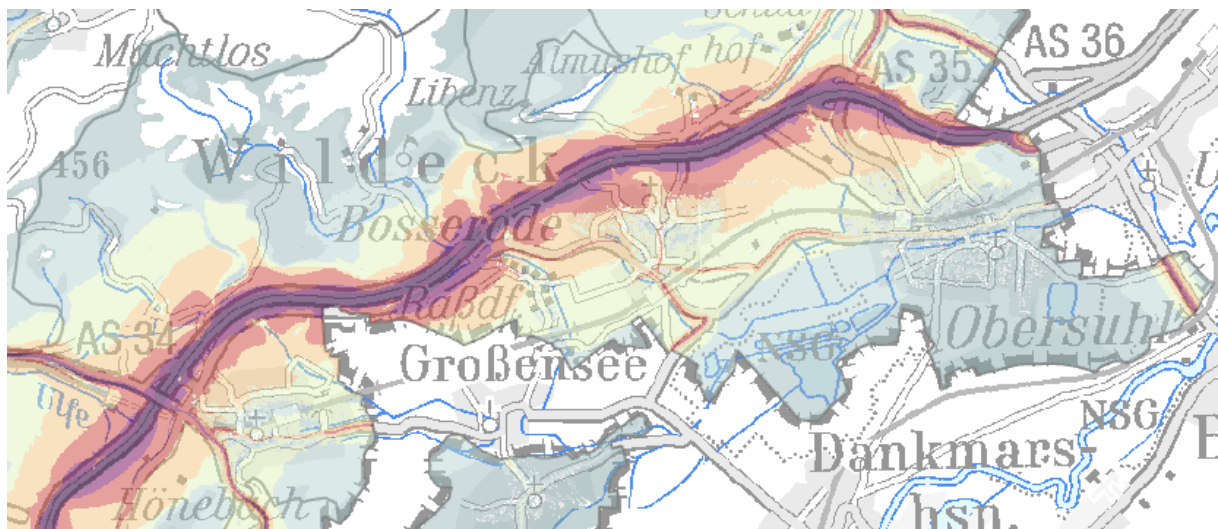 Machtlos
Almushof
hof
AS 36
AS 35
Libenz
456
Wildeck
Bosserode
Raßdf
AS 34
Großensee
NSG
Obersuhl
Ulfe
NSG
Dankmars-
hsn.
Hönebach